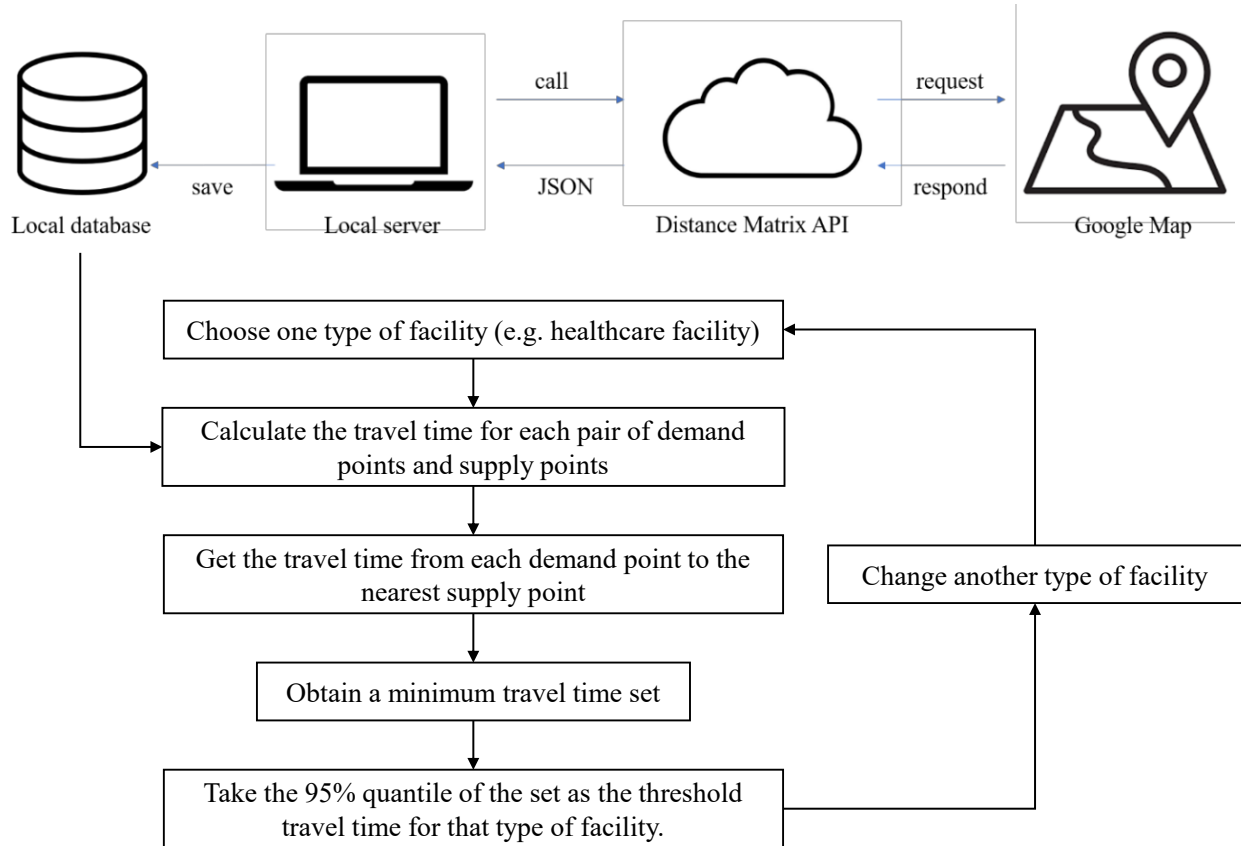 call
request
save
JSON
respond
Local database
Local server
Distance Matrix API
Google Map
Choose one type of facility (e.g. healthcare facility)
Calculate the travel time for each pair of demand
points and supply points
Get the travel time from each demand point to the
nearest supply point
Change another type of facility
Obtain a minimum travel time set
Take the 95% quantile of the set as the threshold
travel time for that type of facility.